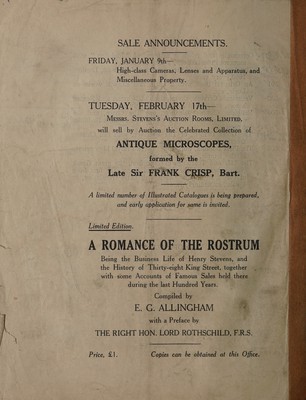 SALE ANNOUNCEMENTS.
FRIDAY, JANUARY 9th—
High-class Cameras, Lenses and Apparatus, and
Miscellaneous Property.
TUESDAY, FEBRUARY 17th—
MESSRS. STEVENS'S AUCTION ROOMS, LIMITED,
will sell by Auction the Celebrated Collection of
ANTIQUE MICROSCOPES,
formed by the
Late Sir FRANK CRISP, Bart.
A limited number of Illustrated Catalogues is being prepared,
and early application for same is invited.
Limited Edition.
A ROMANCE OF THE ROSTRUM
Being the Business Life of Henry Stevens, and
the History of Thirty-eight King Street, together
with some Accounts of Famous Sales held there
during the last Hundred Years.
Compiled by
E. G. ALLINGHAM
with a Preface by
THE RIGHT HON. LORD ROTHSCHILD, F.R.S.
Price, £1. Copies can be obtained at this Office.